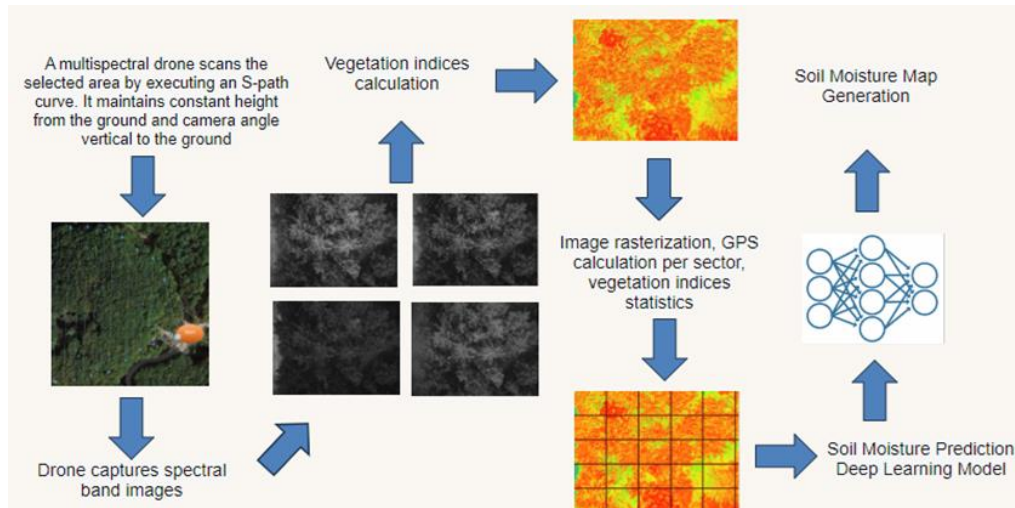 A multispectral drone scans the
selected area by executing an S-path
curve. It maintains constant height
from the ground and camera angle
vertical to the ground
Drone captures spectral
band images
Vegetation indices
calculation
Image rasterization, GPS
calculation per sector,
vegetation indices
statistics
Soil Moisture Prediction
Deep Learning Model
Soil Moisture Map
Generation